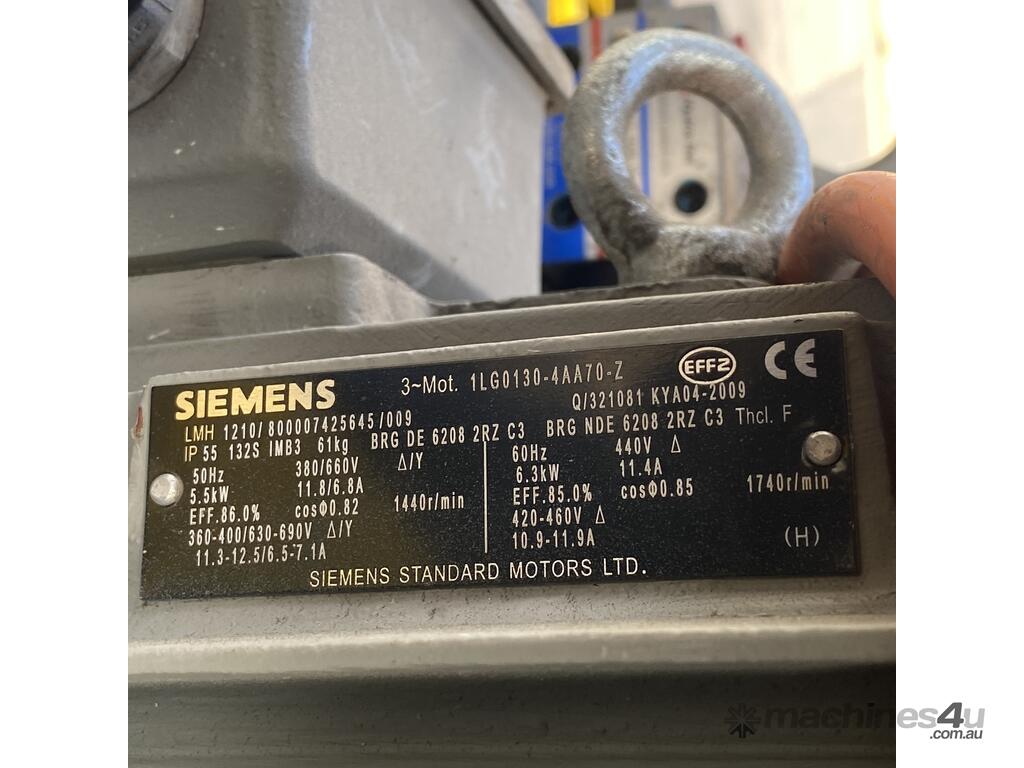 SIEMENS 3~Mot. 1LG0130-4AA70-Z EFF2 CE
Q/321081 KYA04-2009
LMH 1210/800007425645/009
IP 55 132S IMB3 61kg BRG DE 6208 2RZ C3 BRG NDE 6208 2RZ C3 Thcl. F
50Hz 380/660V Δ/Y
5.5kW 11.8/6.8A
EFF.86.0% cosΦ0.82 1440r/min
360-400/630-690V Δ/Y
11.3-12.5/6.5-7.1A
60Hz 440V Δ
6.3kW 11.4A
EFF.85.0% cosΦ0.85 1740r/min
420-460V Δ
10.9-11.9A (H)
SIEMENS STANDARD MOTORS LTD.
machines4u
.com.au